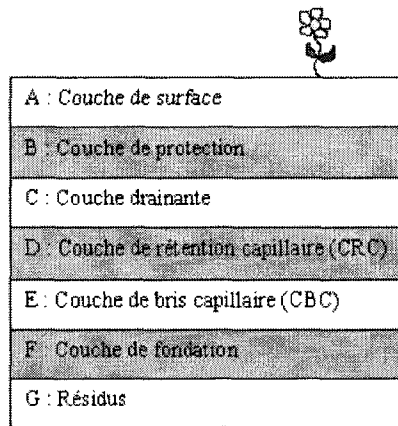 A : Couche de surface
B : Couche de protection
C : Couche drainante
D : Couche de rétention capillaire (CRC)
E : Couche de bris capillaire (CBC)
F : Couche de fondation
G : Résidus